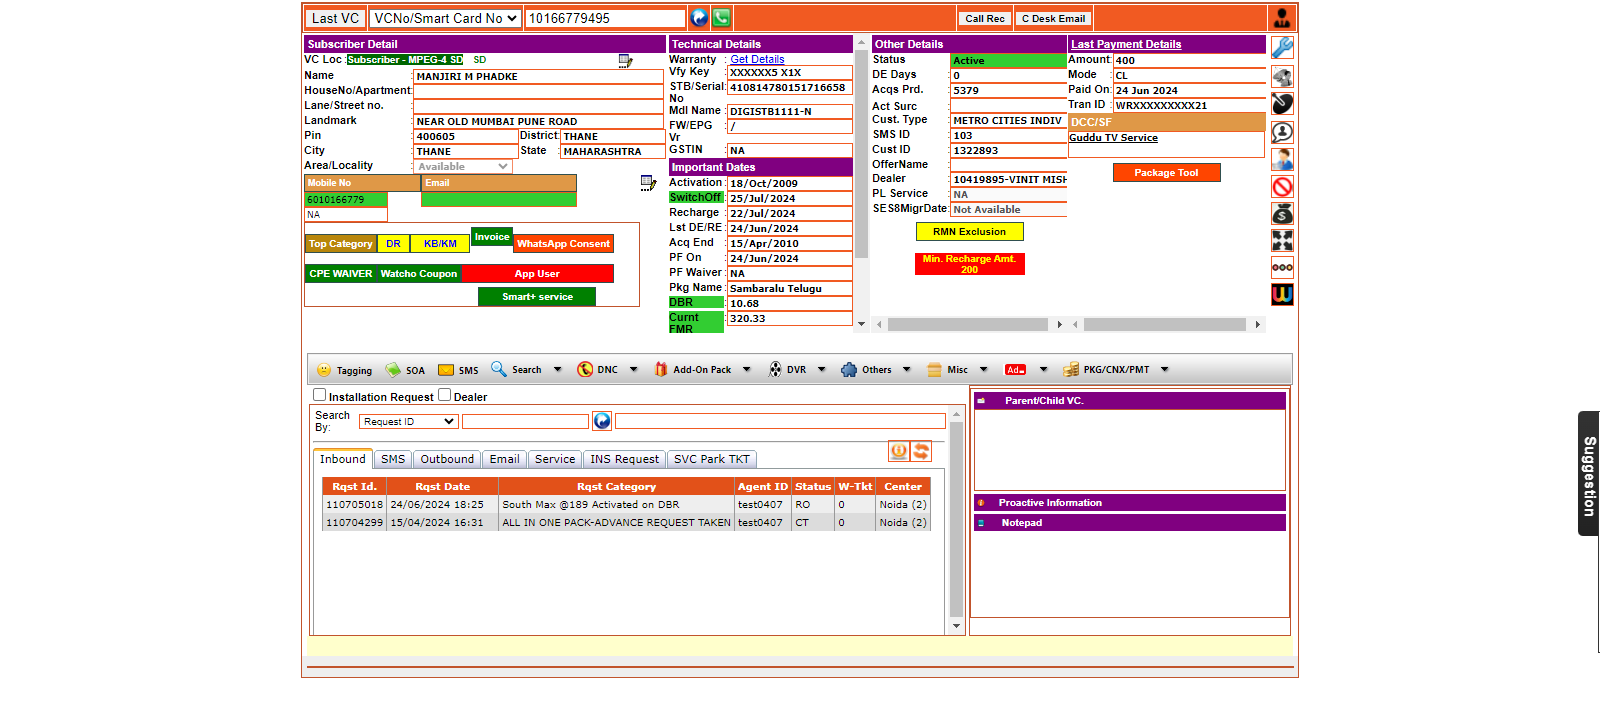 Last VC VCNo/Smart Card No 10166779495 Call Rec C Desk Email
Subscriber Detail
VC Loc : Subscriber - MPEG-4 SD SD
Name : MANJIRI M PHADKE
HouseNo/Apartment:
Lane/Street no. :
Landmark : NEAR OLD MUMBAI PUNE ROAD
Pin : 400605 District: THANE
City : THANE State : MAHARASHTRA
Area/Locality : Available
Mobile No Email
6010166779
NA
Top Category DR KB/KM Invoice WhatsApp Consent
CPE WAIVER Watcho Coupon App User
Smart+ service
Technical Details
Warranty : Get Details
Vfy Key : XXXXXX5 X1X
STB/Serial No : 410814780151716658
Mdl Name : DIGISTB1111-N
FW/EPG Vr : /
GSTIN : NA
Important Dates
Activation : 18/Oct/2009
SwitchOff : 25/Jul/2024
Recharge : 22/Jul/2024
Lst DE/RE : 24/Jun/2024
Acq End : 15/Apr/2010
PF On : 24/Jun/2024
PF Waiver : NA
Pkg Name : Sambaralu Telugu
DBR : 10.68
Curnt FMR : 320.33
Other Details
Status : Active
DE Days : 0
Acqs Prd. : 5379
Act Surc :
Cust. Type : METRO CITIES INDIV
SMS ID : 103
Cust ID : 1322893
OfferName :
Dealer : 10419895-VINIT MISH
PL Service : NA
SES8MigrDate: Not Available
RMN Exclusion
Min. Recharge Amt.
200
Last Payment Details
Amount: 400
Mode : CL
Paid On: 24 Jun 2024
Tran ID : WRXXXXXXXXX21
DCC/SF
Guddu TV Service
Package Tool
Tagging SOA SMS Search DNC Add-On Pack DVR Others Misc Ad PKG/CNX/PMT
Installation Request Dealer
Search By: Request ID
Inbound SMS Outbound Email Service INS Request SVC Park TKT
Rqst Id. Rqst Date Rqst Category Agent ID Status W-Tkt Center
110705018 24/06/2024 18:25 South Max @189 Activated on DBR test0407 RO 0 Noida (2)
110704299 15/04/2024 16:31 ALL IN ONE PACK-ADVANCE REQUEST TAKEN test0407 CT 0 Noida (2)
Parent/Child VC.
Proactive Information
Notepad
Suggestion